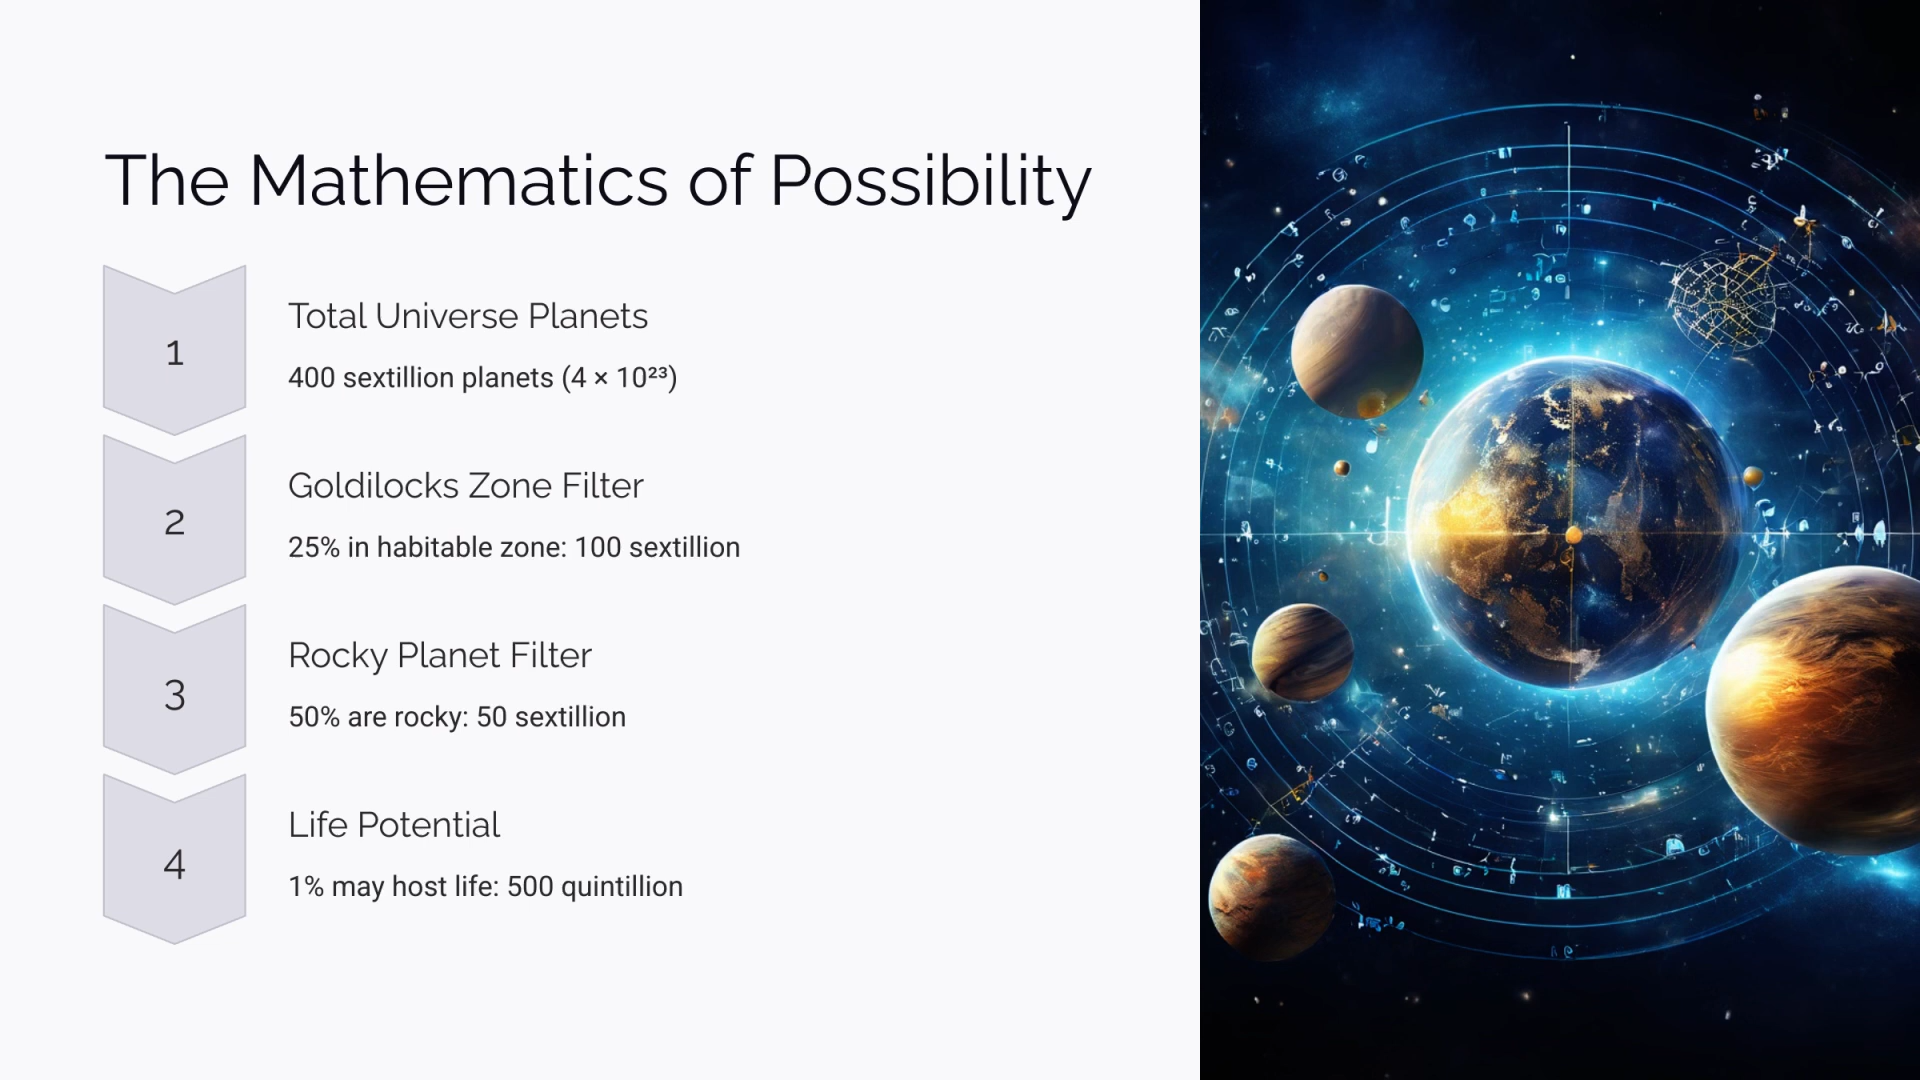 The Mathematics of Possibility
1
Total Universe Planets
400 sextillion planets (4 × 10²³)
2
Goldilocks Zone Filter
25% in habitable zone: 100 sextillion
3
Rocky Planet Filter
50% are rocky: 50 sextillion
4
Life Potential
1% may host life: 500 quintillion